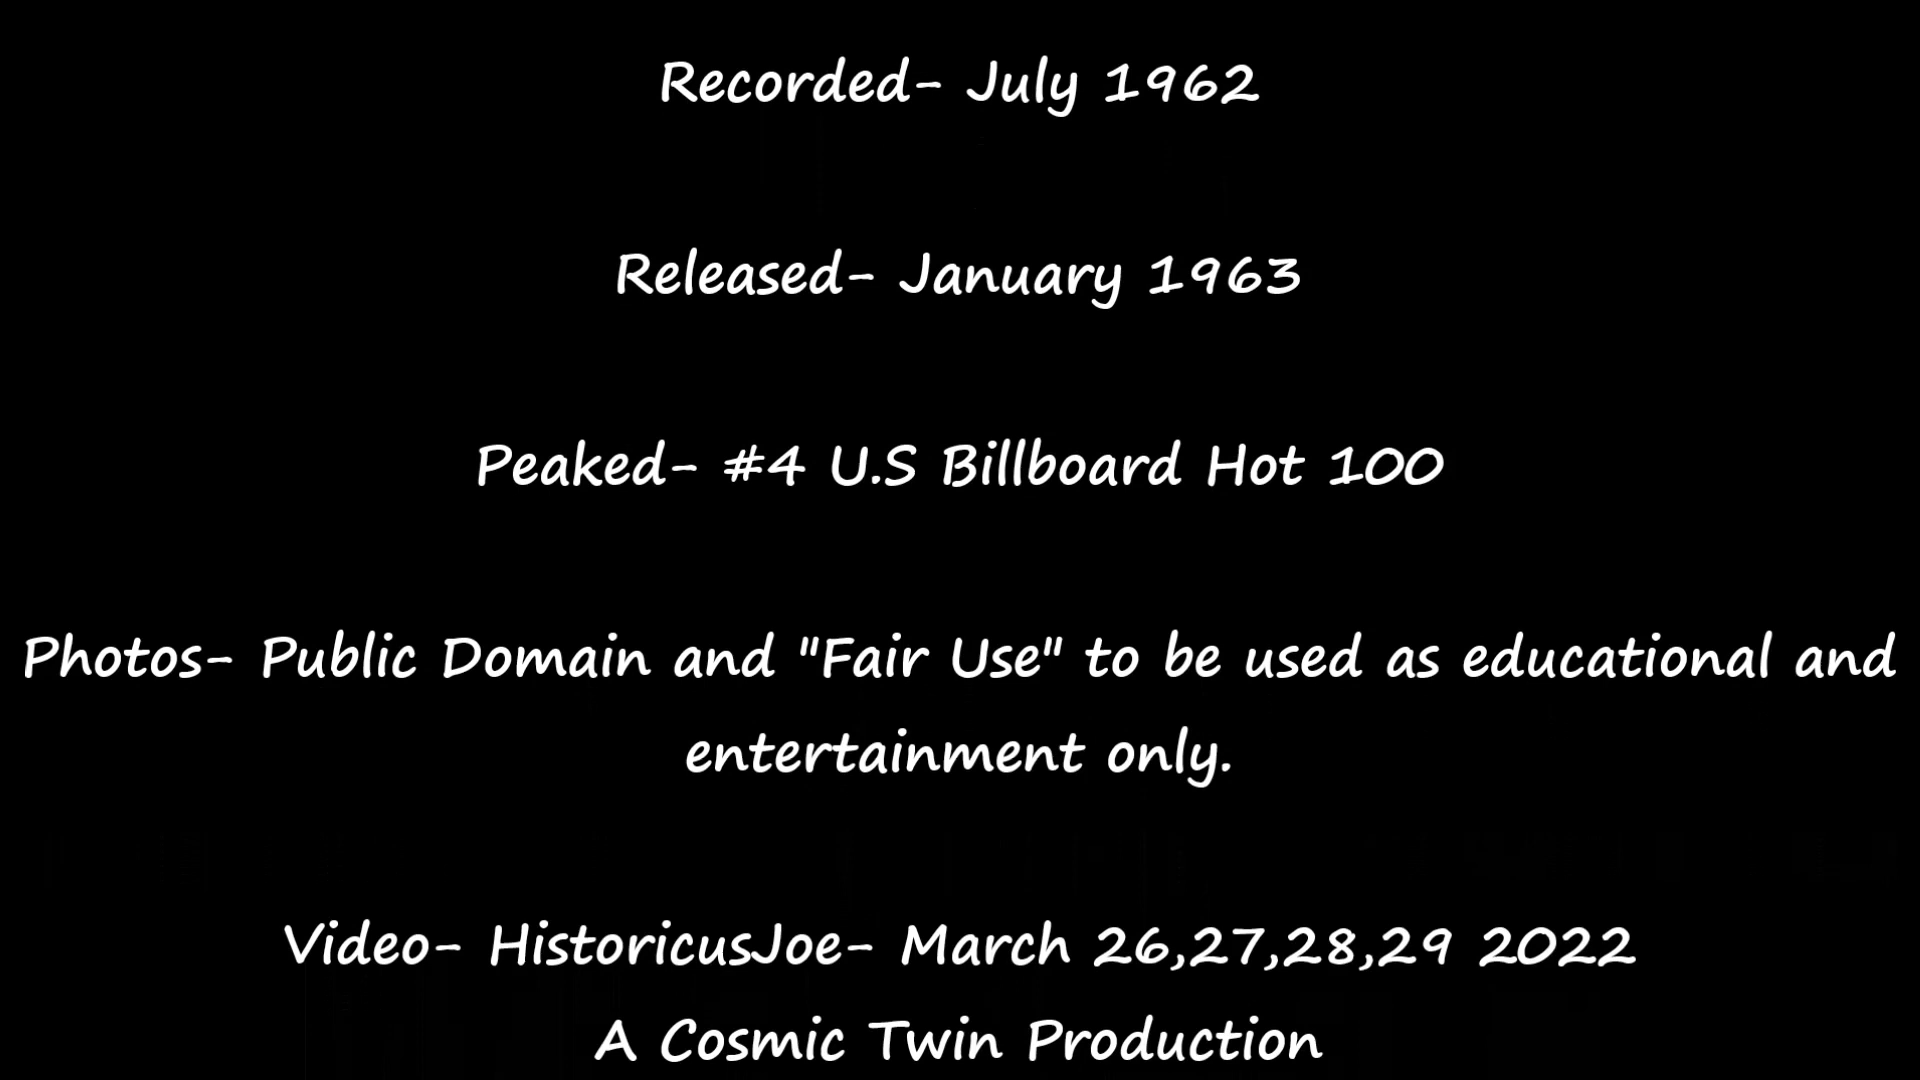 Recorded- July 1962
Released- January 1963
Peaked- #4 U.S Billboard Hot 100
Photos- Public Domain and "Fair Use" to be used as educational and
entertainment only.
Video- HistoricusJoe- March 26,27,28,29 2022
A Cosmic Twin Production